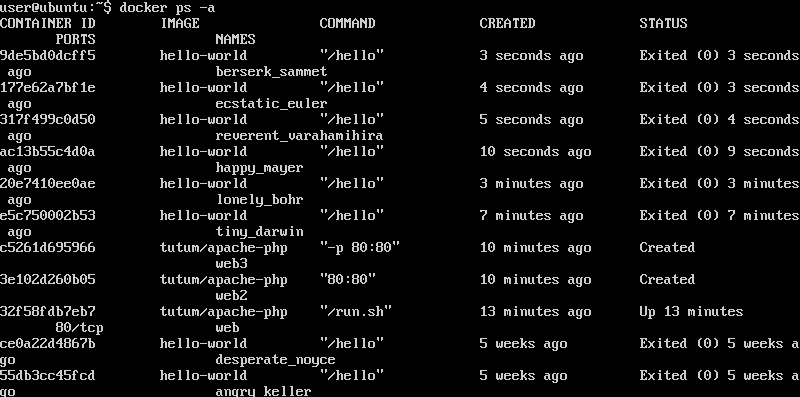 user@ubuntu:~$ docker ps -a
CONTAINER ID        IMAGE               COMMAND             CREATED             STATUS
       PORTS               NAMES
9de5bd0dcff5        hello-world         "/hello"            3 seconds ago       Exited (0) 3 seconds
 ago                       berserk_sammet
177e62a7bf1e        hello-world         "/hello"            4 seconds ago       Exited (0) 3 seconds
 ago                       ecstatic_euler
317f499c0d50        hello-world         "/hello"            5 seconds ago       Exited (0) 4 seconds
 ago                       reverent_varahamihira
ac13b55c4d0a        hello-world         "/hello"            10 seconds ago      Exited (0) 9 seconds
 ago                       happy_mayer
20e7410ee0ae        hello-world         "/hello"            3 minutes ago       Exited (0) 3 minutes
 ago                       lonely_bohr
e5c750002b53        hello-world         "/hello"            7 minutes ago       Exited (0) 7 minutes
 ago                       tiny_darwin
c5261d695966        tutum/apache-php    "-p 80:80"          10 minutes ago      Created
                           web3
3e102d260b05        tutum/apache-php    "80:80"             10 minutes ago      Created
                           web2
32f58fdb7eb7        tutum/apache-php    "/run.sh"           13 minutes ago      Up 13 minutes
       80/tcp              web
ce0a22d4867b        hello-world         "/hello"            5 weeks ago         Exited (0) 5 weeks a
go                         desperate_noyce
55db3cc45fcd        hello-world         "/hello"            5 weeks ago         Exited (0) 5 weeks a
go                         angry_keller